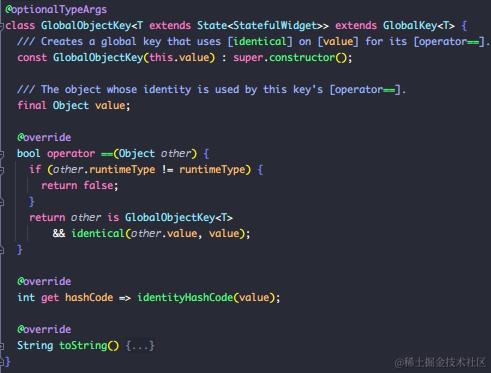 @optionalTypeArgs
class GlobalObjectKey<T extends State<StatefulWidget>> extends GlobalKey<T> {
  /// Creates a global key that uses [identical] on [value] for its [operator==].
  const GlobalObjectKey(this.value) : super.constructor();

  /// The object whose identity is used by this key's [operator==].
  final Object value;

  @override
  bool operator ==(Object other) {
    if (other.runtimeType != runtimeType) {
      return false;
    }
    return other is GlobalObjectKey<T>
        && identical(other.value, value);
  }

  @override
  int get hashCode => identityHashCode(value);

  @override
  String toString() {...}
}
@稀土掘金技术社区